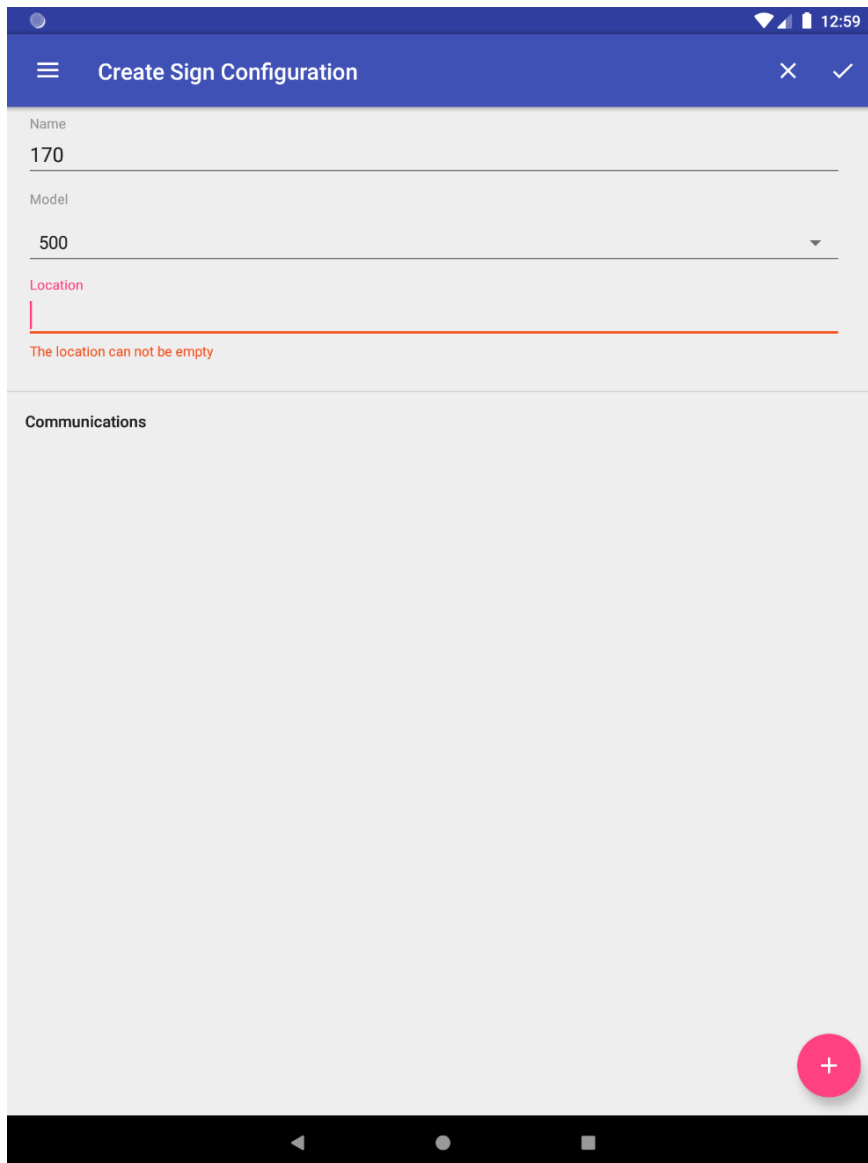 12:59
Create Sign Configuration
Name
170
Model
500
Location
The location can not be empty
Communications